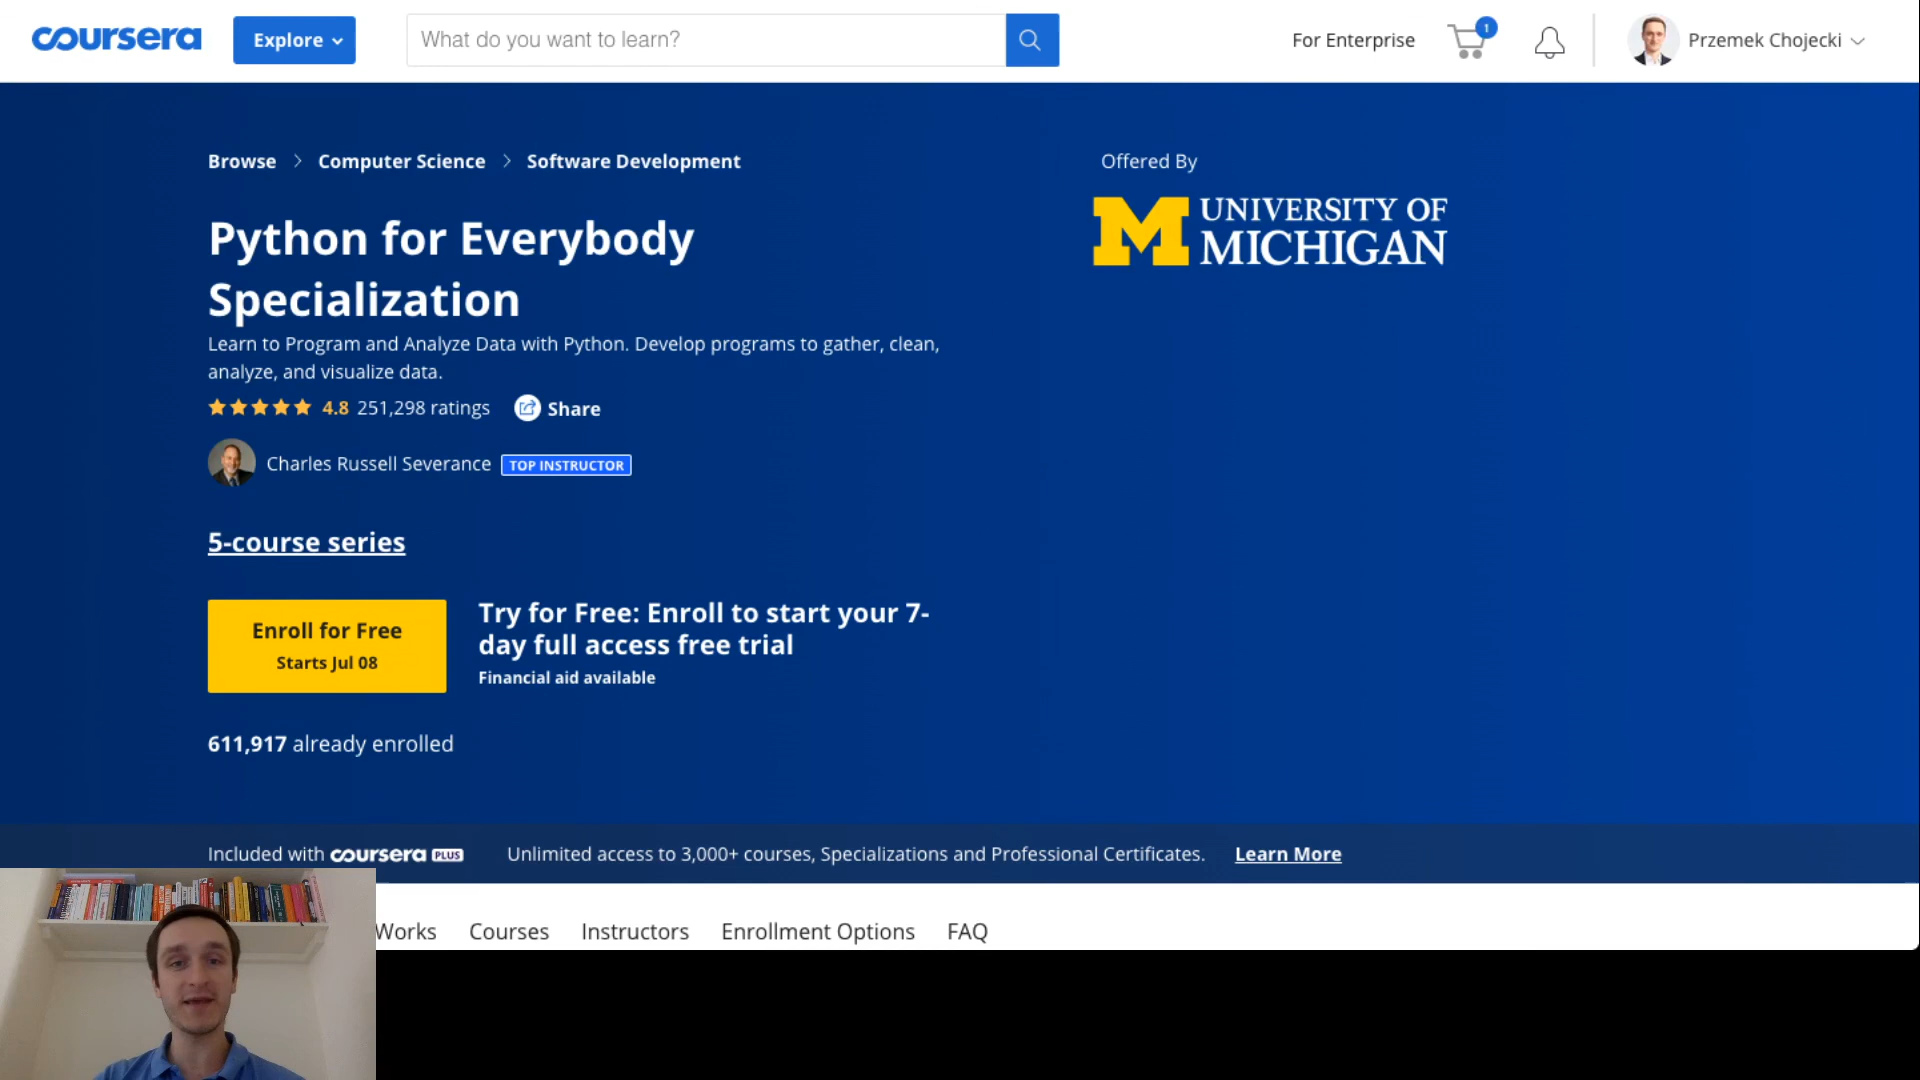 coursera
Explore
What do you want to learn?
For Enterprise
1
Przemek Chojecki
Browse > Computer Science > Software Development
Offered By
UNIVERSITY OF
MICHIGAN
Python for Everybody
Specialization
Learn to Program and Analyze Data with Python. Develop programs to gather, clean,
analyze, and visualize data.
4.8 251,298 ratings
Share
Charles Russell Severance
TOP INSTRUCTOR
5-course series
Enroll for Free
Starts Jul 08
Try for Free: Enroll to start your 7-
day full access free trial
Financial aid available
611,917 already enrolled
Included with coursera PLUS
Unlimited access to 3,000+ courses, Specializations and Professional Certificates.
Learn More
Works
Courses
Instructors
Enrollment Options
FAQ